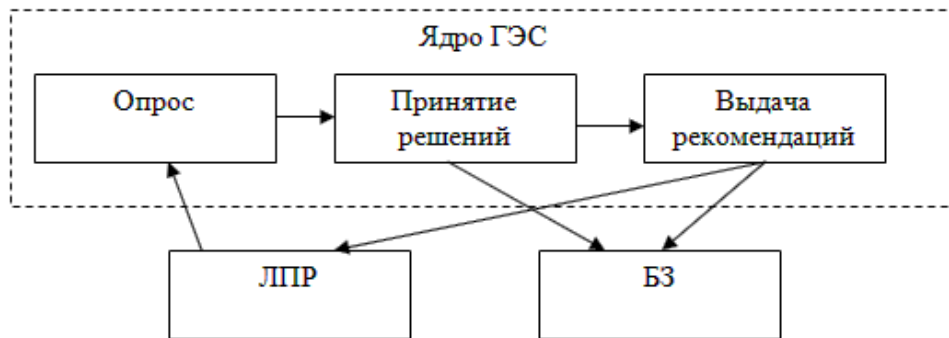 Ядро ГЭС
Опрос
Принятие
решений
Выдача
рекомендаций
ЛПР
БЗ